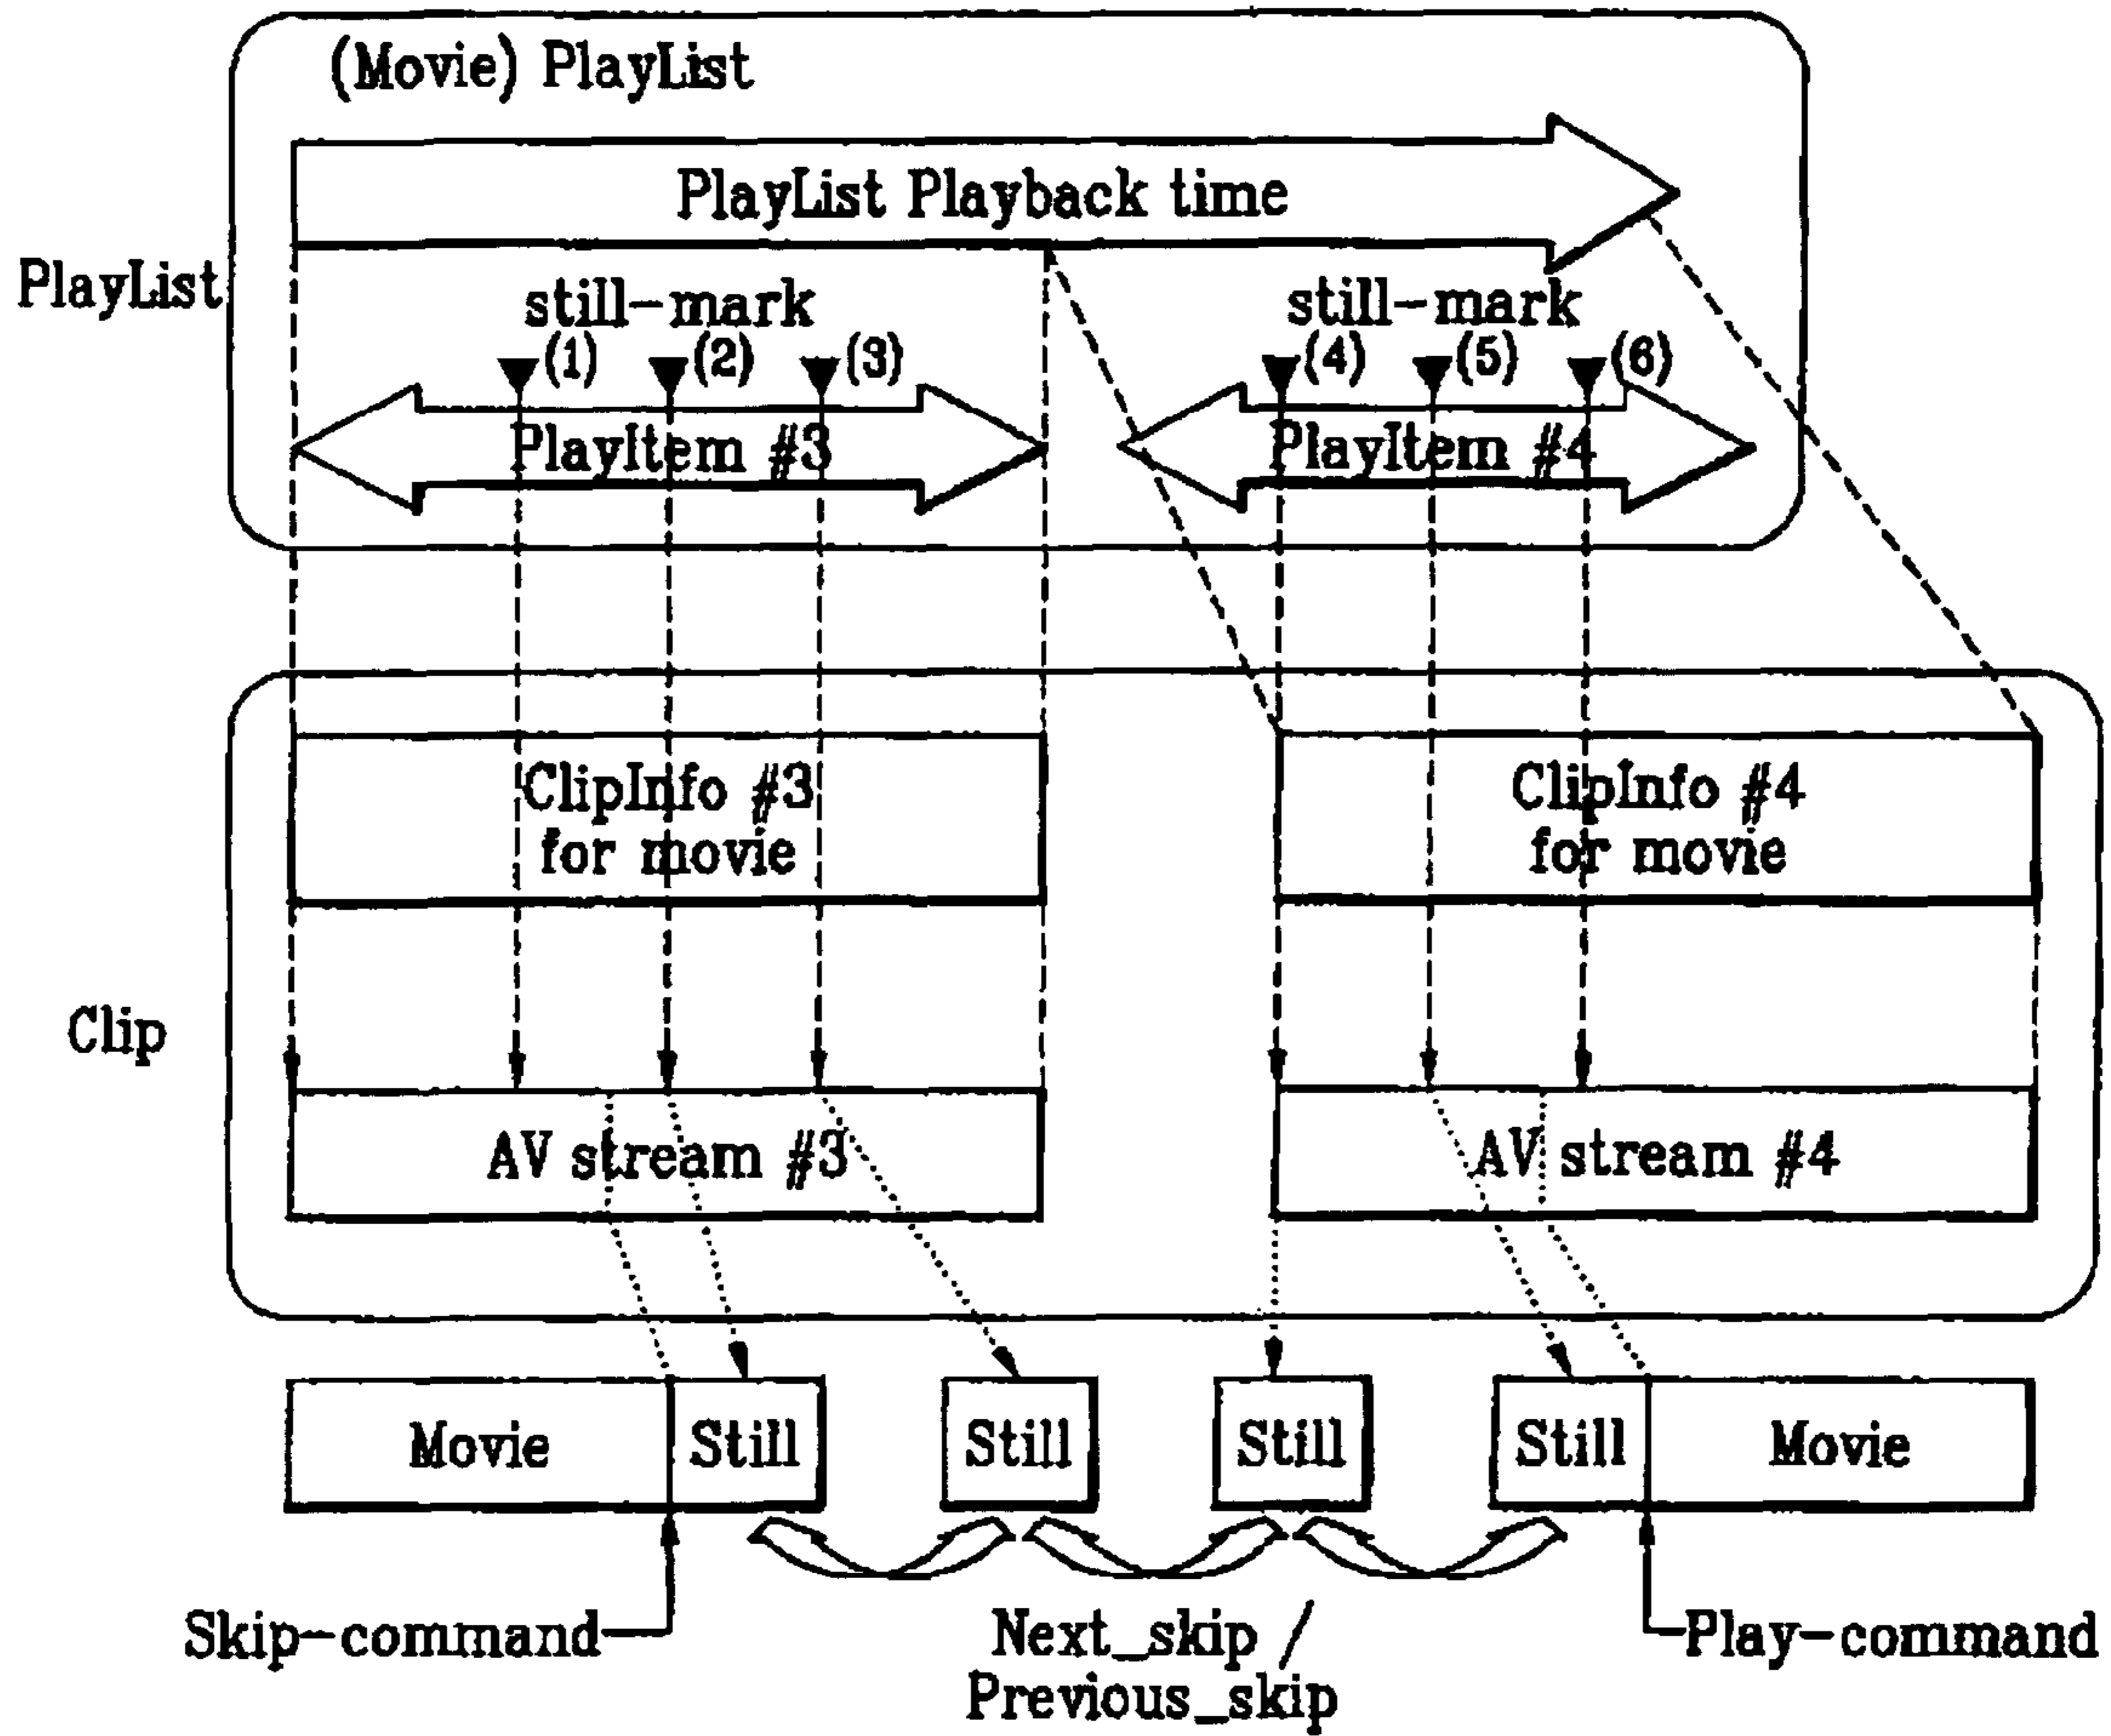 (Movie) PlayList
PlayList Playback time
PlayList
still-mark
still-mark
(1)
(2)
(3)
(4)
(5)
(6)
PlayItem #3
PlayItem #4
ClipInfo #3
for movie
ClipInfo #4
for movie
Clip
AV stream #3
AV stream #4
Movie
Still
Still
Still
Still
Movie
Skip-command
Next_skip /
Previous_skip
Play-command